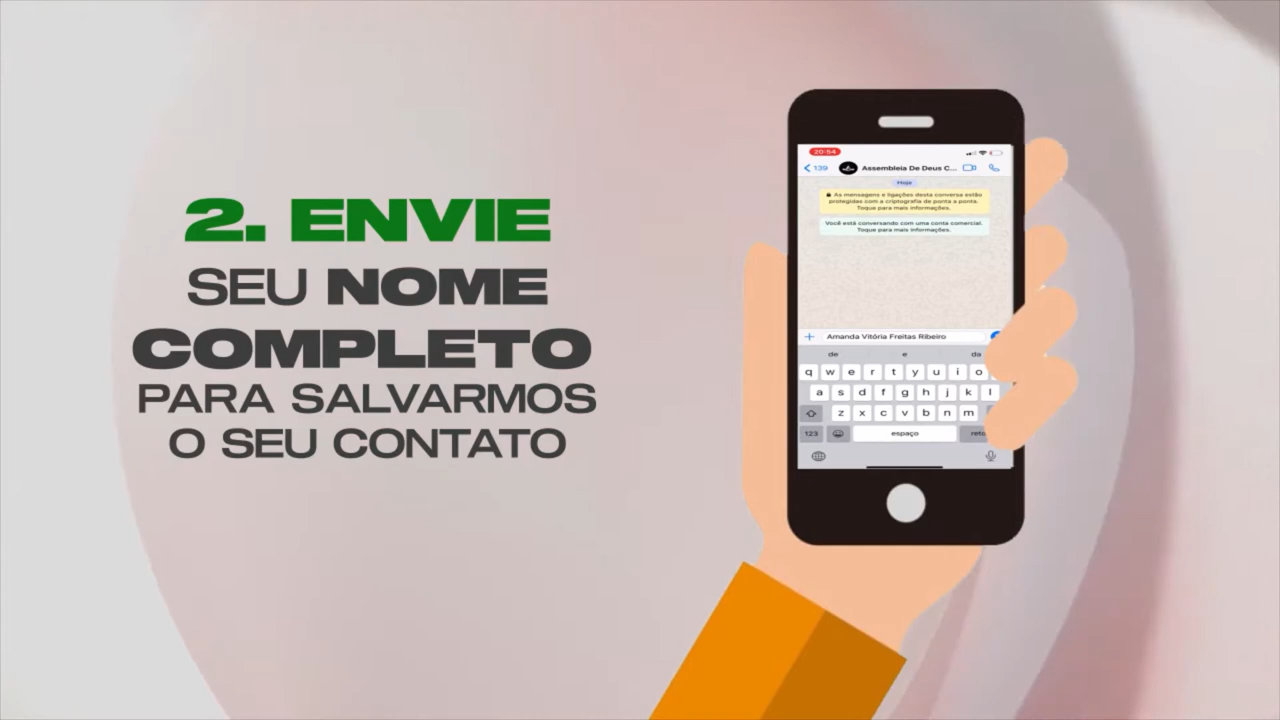 2. ENVIE
SEU NOME
COMPLETO
PARA SALVARMOS
O SEU CONTATO
20:54
139
Assembleia De Deus C...
Hoje
As mensagens e ligações desta conversa estão
protegidas com a criptografia de ponta a ponta.
Toque para mais informações.
Você está conversando com uma conta comercial.
Toque para mais informações.
Amanda Vitória Freitas Ribeiro
de e da
q w e r t y u i o
a s d f g h j k l
z x c v b n m
123 espaço